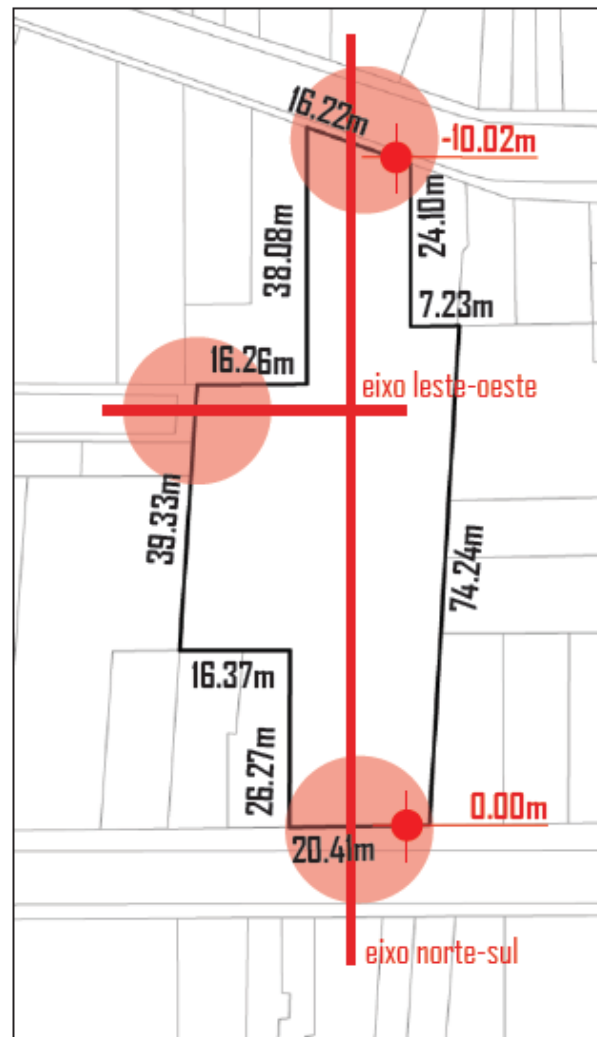 16.22m
-10.02m
38.08m
24.10m
7.23m
16.26m
eixo leste-oeste
39.33m
74.24m
16.37m
26.27m
0.00m
20.41m
eixo norte-sul